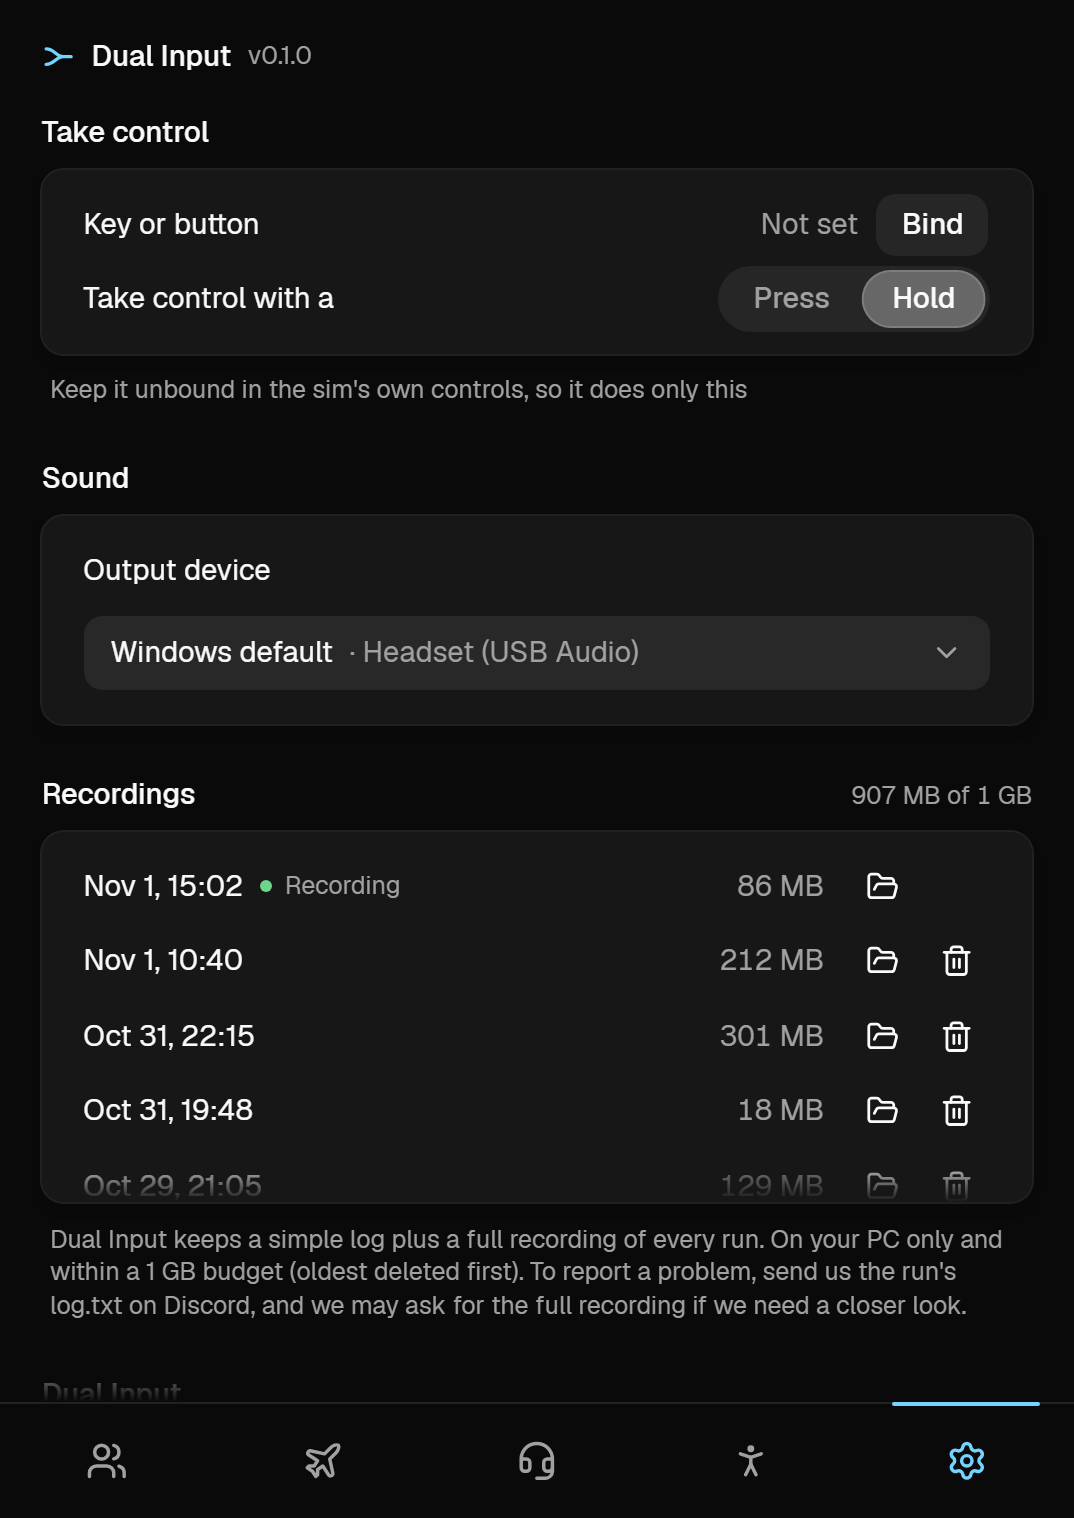 Dual Input v0.1.0
Take control
Key or button Not set Bind
Take control with a Press Hold
Keep it unbound in the sim's own controls, so it does only this
Sound
Output device
Windows default · Headset (USB Audio)
Recordings 907 MB of 1 GB
Nov 1, 15:02 Recording 86 MB
Nov 1, 10:40 212 MB
Oct 31, 22:15 301 MB
Oct 31, 19:48 18 MB
Oct 29, 21:05 129 MB
Dual Input keeps a simple log plus a full recording of every run. On your PC only and
within a 1 GB budget (oldest deleted first). To report a problem, send us the run's
log.txt on Discord, and we may ask for the full recording if we need a closer look.
Dual Input